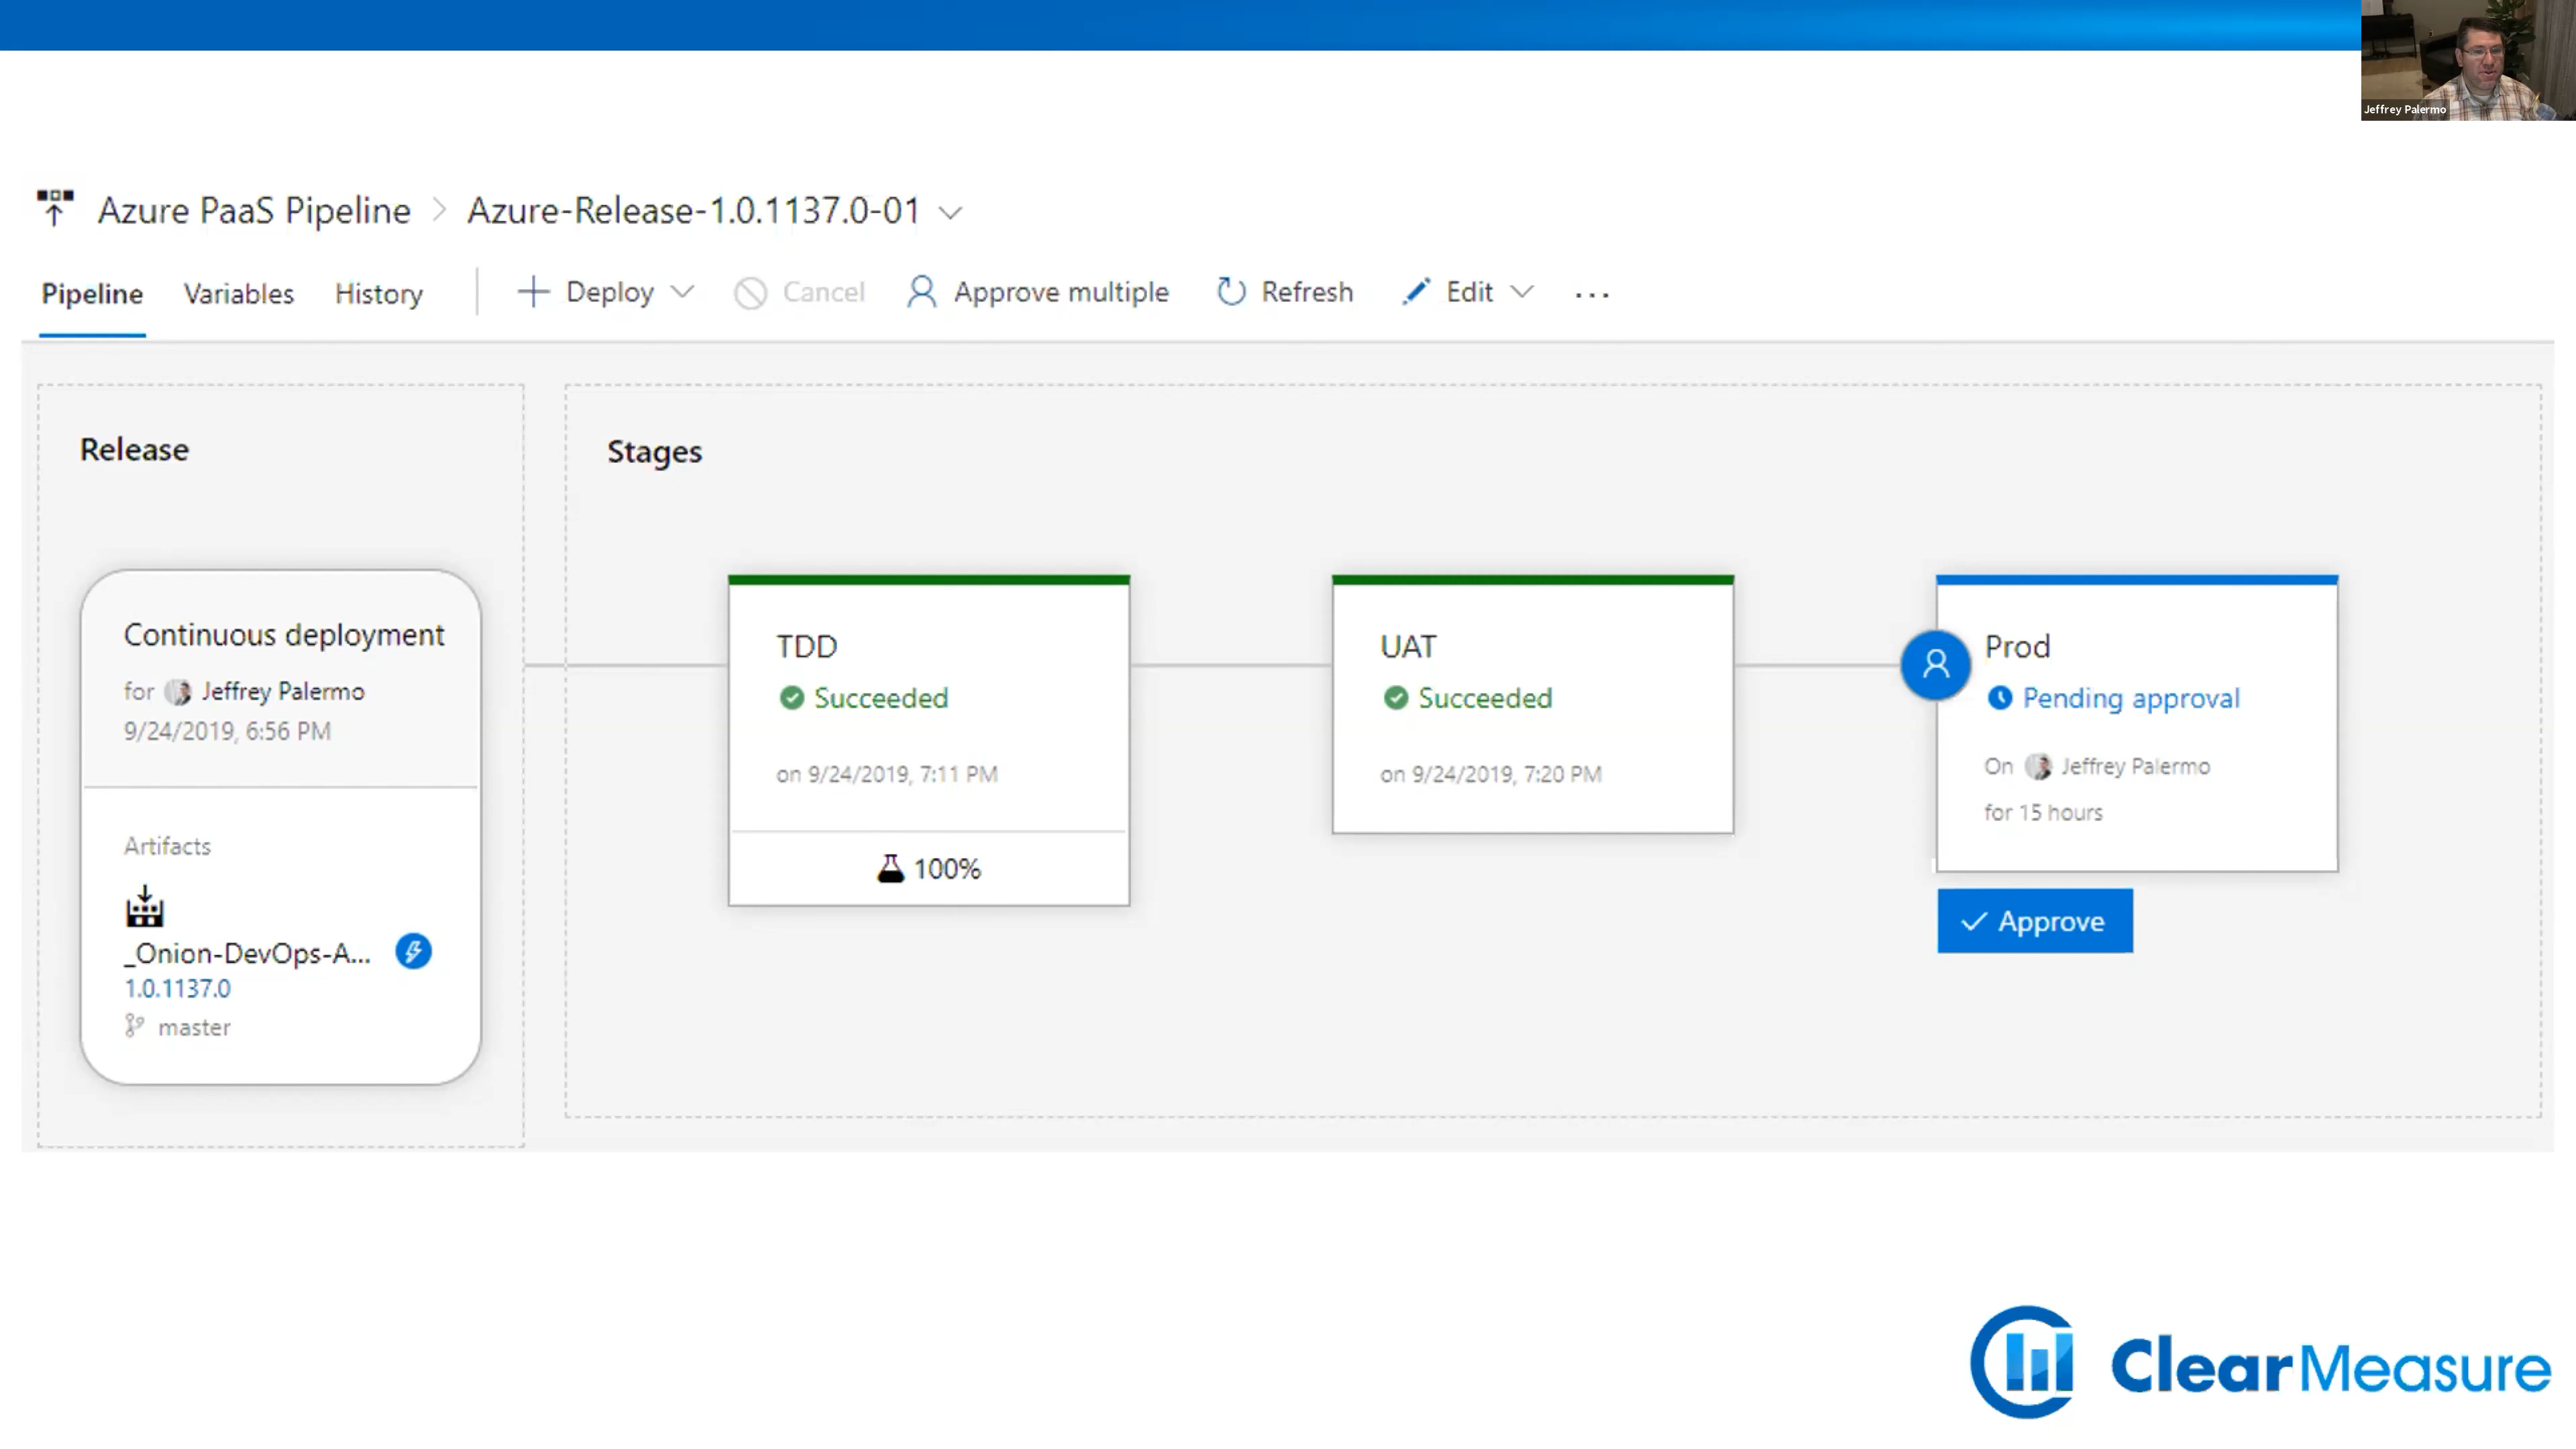 Jeffrey Palermo
Azure PaaS Pipeline > Azure-Release-1.0.1137.0-01
Pipeline Variables History Deploy Cancel Approve multiple Refresh Edit ...
Release
Stages
Continuous deployment
for Jeffrey Palermo
9/24/2019, 6:56 PM
Artifacts
_Onion-DevOps-A...
1.0.1137.0
master
TDD
Succeeded
on 9/24/2019, 7:11 PM
100%
UAT
Succeeded
on 9/24/2019, 7:20 PM
Prod
Pending approval
On Jeffrey Palermo
for 15 hours
Approve
ClearMeasure